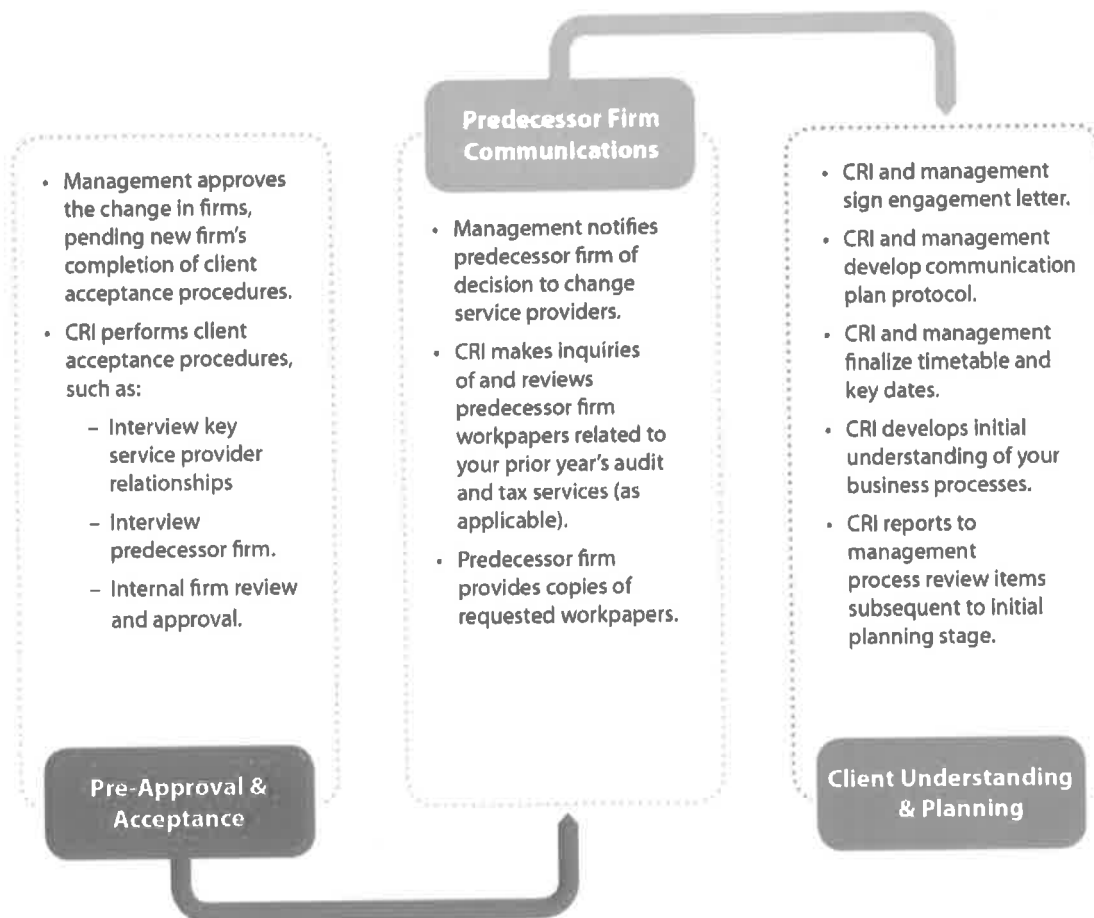 • Management approves
the change in firms,
pending new firm's
completion of client
acceptance procedures.
• CRI performs client
acceptance procedures,
such as:
– Interview key
service provider
relationships
– Interview
predecessor firm.
– Internal firm review
and approval.
Pre-Approval &
Acceptance
Predecessor Firm
Communications
• Management notifies
predecessor firm of
decision to change
service providers.
• CRI makes inquiries
of and reviews
predecessor firm
workpapers related to
your prior year's audit
and tax services (as
applicable).
• Predecessor firm
provides copies of
requested workpapers.
• CRI and management
sign engagement letter.
• CRI and management
develop communication
plan protocol.
• CRI and management
finalize timetable and
key dates.
• CRI develops initial
understanding of your
business processes.
• CRI reports to
management
process review items
subsequent to initial
planning stage.
Client Understanding
& Planning